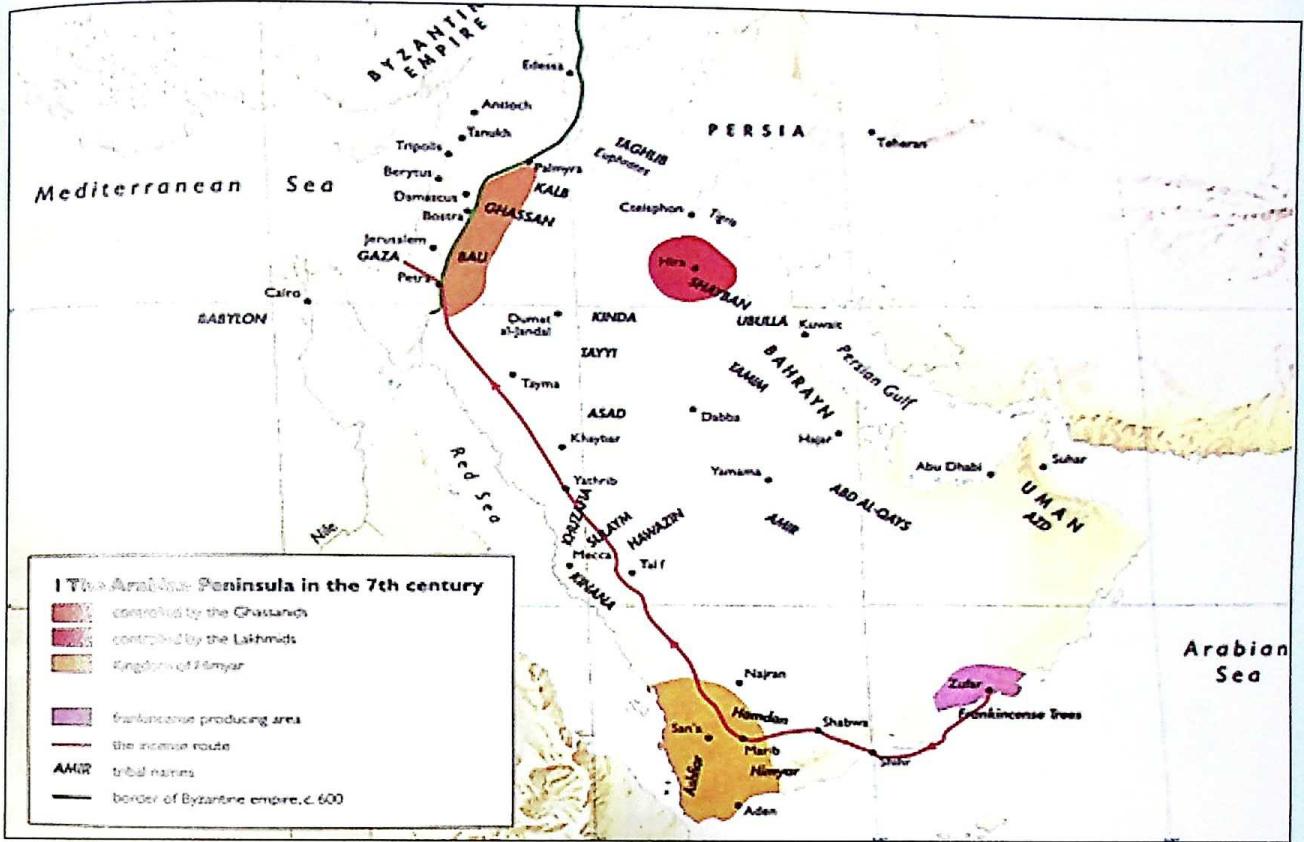 BYZANTINE
EMPIRE
Edessa
Antioch
Tanukh
Tripolis
Berytus
Damascus
Bostra
Palmyra
TAGHLIB
Euphrates
PERSIA
Teheran
Mediterranean Sea
KALB
GHASSAN
Ctesiphon
Tigris
Jerusalem
GAZA
BALI
Petra
Hira
SHAYBAN
Cairo
BABYLON
Dumat
al-Jandal
KINDA
UBULLA
Kuwait
TAYYI
BAHRAYN
Persian Gulf
Tayma
TAMIM
ASAD
Dabba
Khaybar
Hajar
Abu Dhabi
Suhar
Red Sea
Yathrib
Yamama
UMAN
AZD
KHUZA'A
SULAYM
HAWAZIN
AMIR
ABD AL-QAYS
Nile
Mecca
Ta'if
KINANA
Arabian
Sea
Najran
Zufar
Frankincense Trees
Hamdan
Shabwa
San'a
Marib
Shihr
Himyar
Aden
1 The Arabian Peninsula in the 7th century
controlled by the Ghassanids
controlled by the Lakhmids
Kingdom of Himyar
frankincense producing area
the incense route
AMIR tribal names
border of Byzantine empire, c. 600